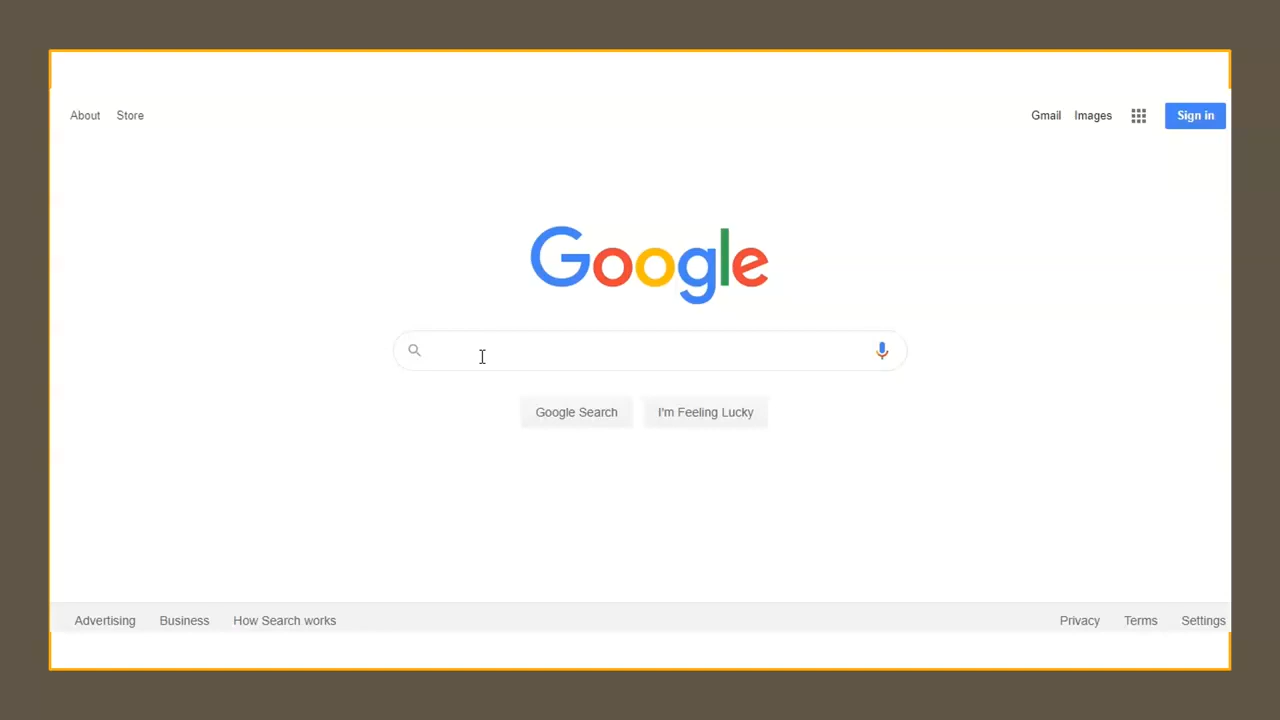 About Store Gmail Images Sign in
Google
Google Search I'm Feeling Lucky
Advertising Business How Search works Privacy Terms Settings